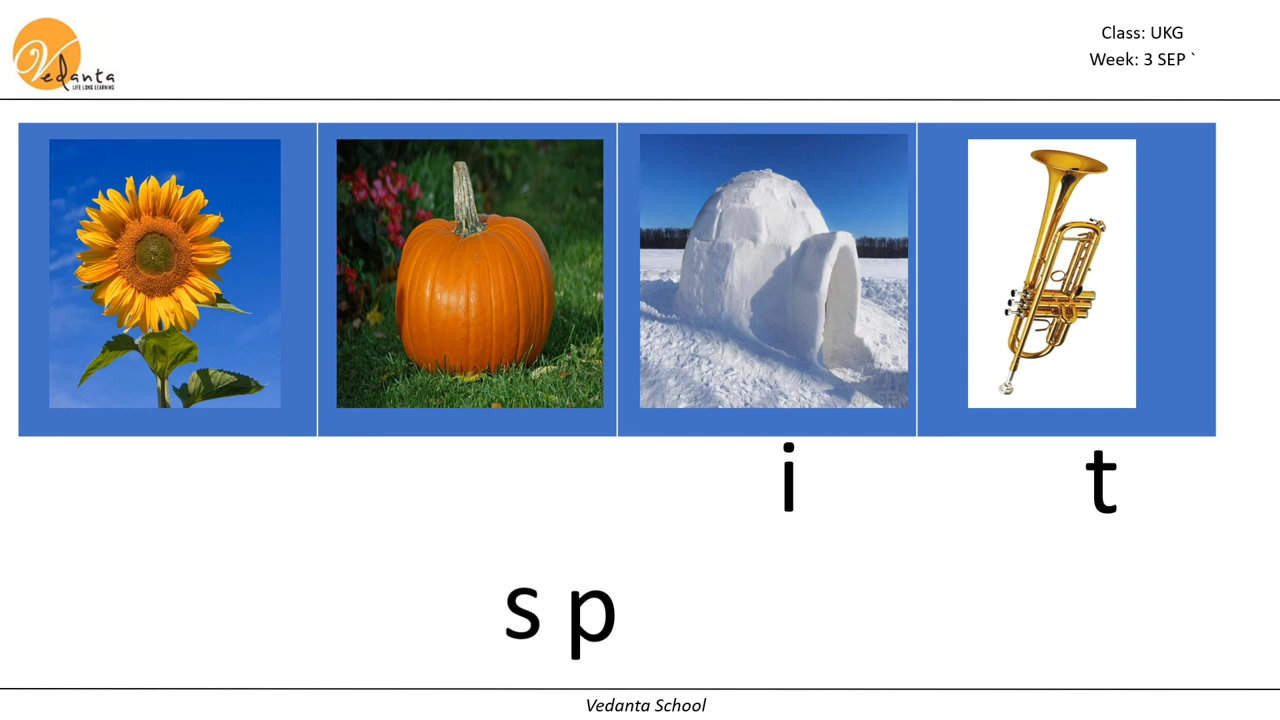 Vedanta
LIFE LONG LEARNING
Class: UKG
Week: 3 SEP `
i t
s p
Vedanta School